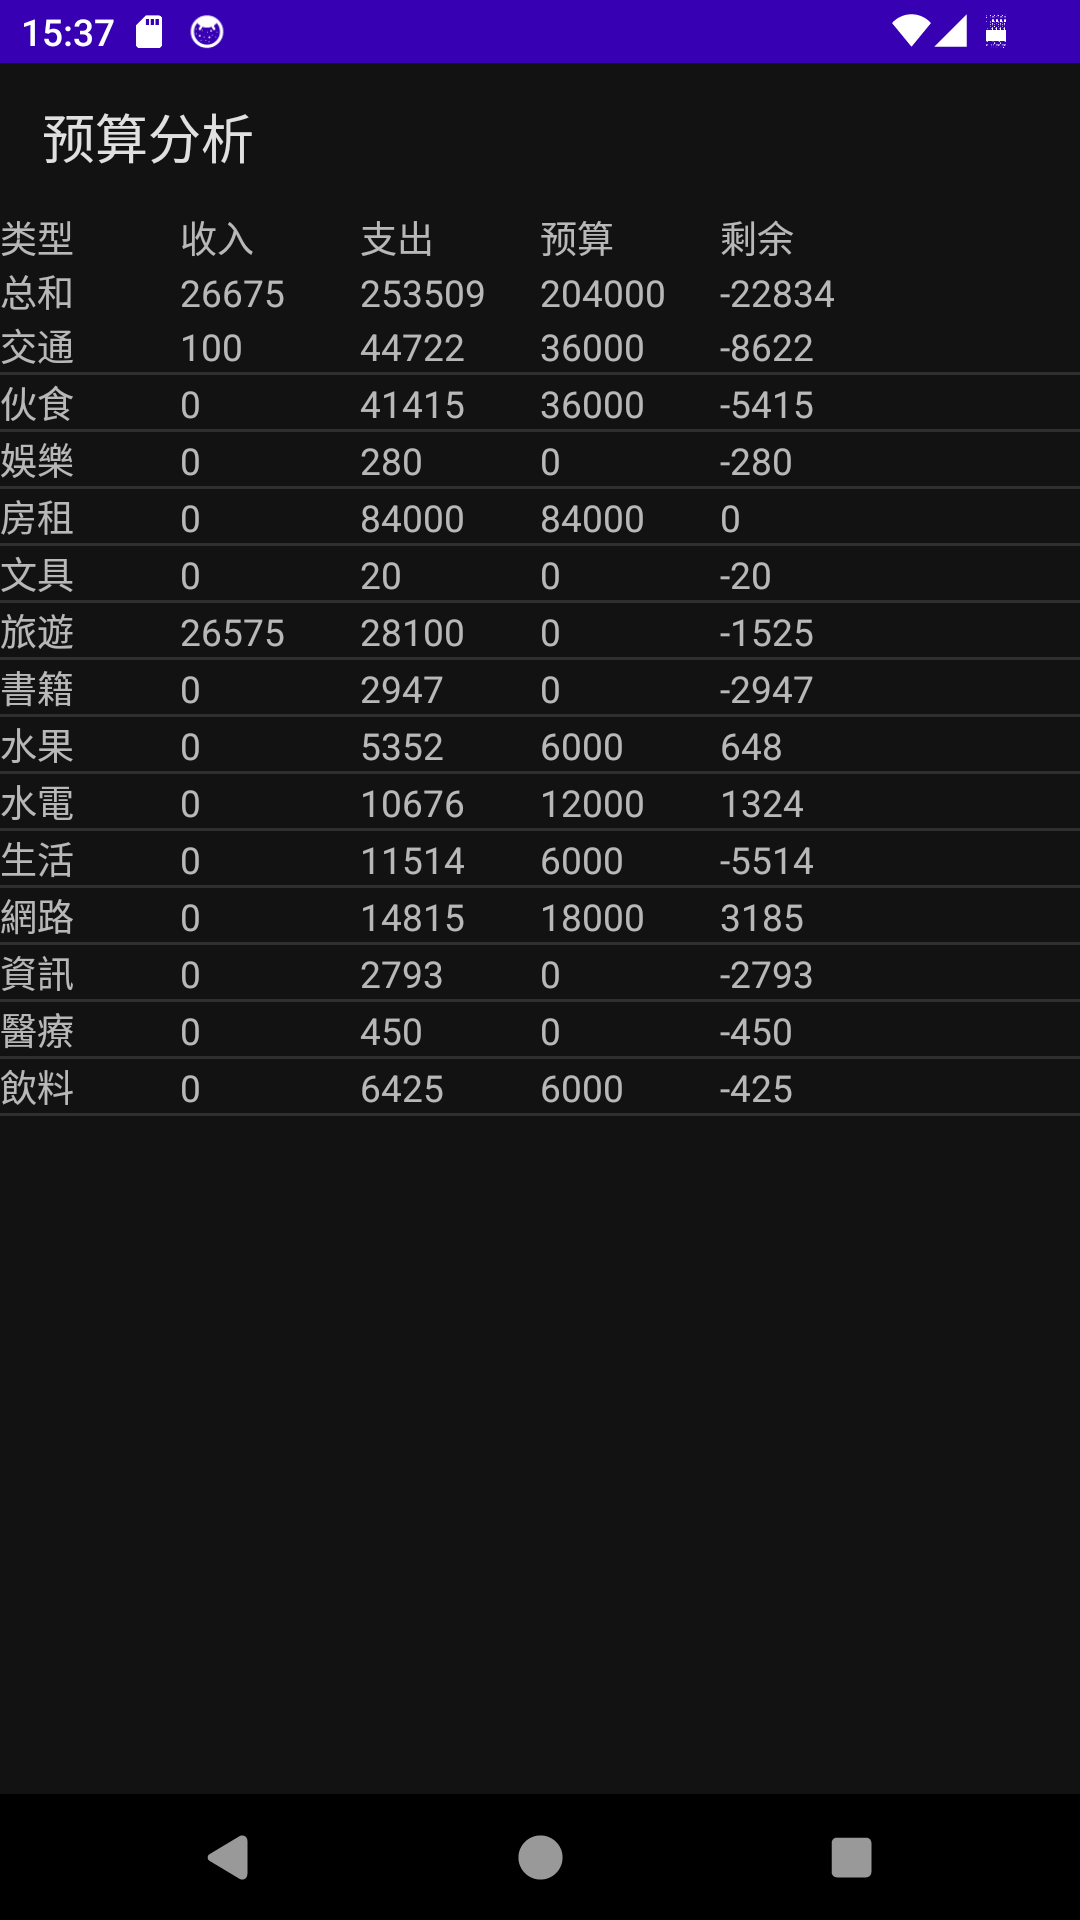 15:37
预算分析
类型 收入 支出 预算 剩余
总和 26675 253509 204000 -22834
交通 100 44722 36000 -8622
伙食 0 41415 36000 -5415
娛樂 0 280 0 -280
房租 0 84000 84000 0
文具 0 20 0 -20
旅遊 26575 28100 0 -1525
書籍 0 2947 0 -2947
水果 0 5352 6000 648
水電 0 10676 12000 1324
生活 0 11514 6000 -5514
網路 0 14815 18000 3185
資訊 0 2793 0 -2793
醫療 0 450 0 -450
飲料 0 6425 6000 -425